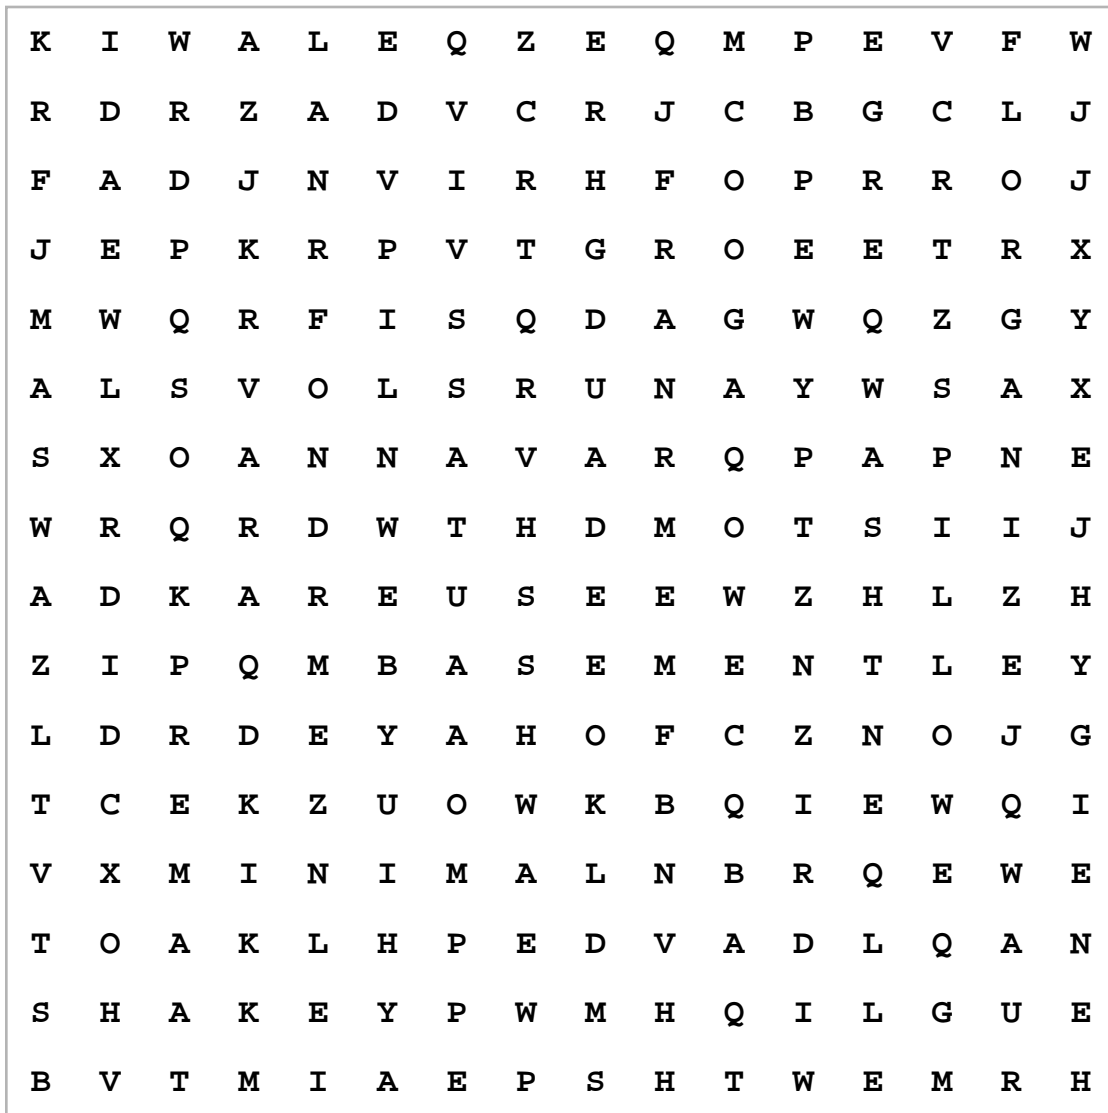 K I W A L E Q Z E Q M P E V F W
R D R Z A D V C R J C B G C L J
F A D J N V I R H F O P R R O J
J E P K R P V T G R O E E T R X
M W Q R F I S Q D A G W Q Z G Y
A L S V O L S R U N A Y W S A X
S X O A N N A V A R Q P A P N E
W R Q R D W T H D M O T S I I J
A D K A R E U S E E W Z H L Z H
Z I P Q M B A S E M E N T L E Y
L D R D E Y A H O F C Z N O J G
T C E K Z U O W K B Q I E W Q I
V X M I N I M A L N B R Q E W E
T O A K L H P E D V A D L Q A N
S H A K E Y P W M H Q I L G U E
B V T M I A E P S H T W E M R H